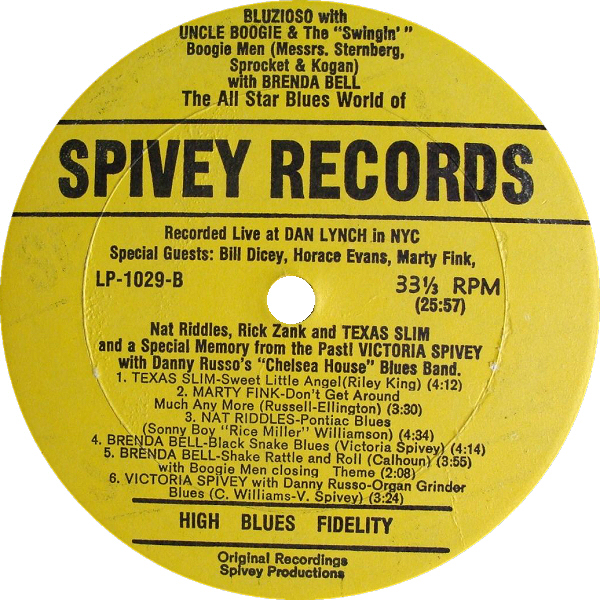 BLUZIOSO with
UNCLE BOOGIE & The "Swingin'"
Boogie Men (Messrs. Sternberg,
Sprocket & Kogan)
with BRENDA BELL
The All Star Blues World of
SPIVEY RECORDS
Recorded Live at DAN LYNCH in NYC
Special Guests: Bill Dicey, Horace Evans, Marty Fink,
LP-1029-B 33⅓ RPM
(25:57)
Nat Riddles, Rick Zank and TEXAS SLIM
and a Special Memory from the Past! VICTORIA SPIVEY
with Danny Russo's "Chelsea House" Blues Band.
1. TEXAS SLIM-Sweet Little Angel(Riley King) (4:12)
2. MARTY FINK-Don't Get Around
Much Any More (Russell-Ellington) (3:30)
3. NAT RIDDLES-Pontiac Blues
(Sonny Boy "Rice Miller" Williamson) (4:34)
4. BRENDA BELL-Black Snake Blues (Victoria Spivey) (4:14)
5. BRENDA BELL-Shake Rattle and Roll (Calhoun) (3:55)
with Boogie Men closing Theme (2:08)
6. VICTORIA SPIVEY with Danny Russo-Organ Grinder
Blues (C. Williams-V. Spivey) (3:24)
HIGH BLUES FIDELITY
Original Recordings
Spivey Productions